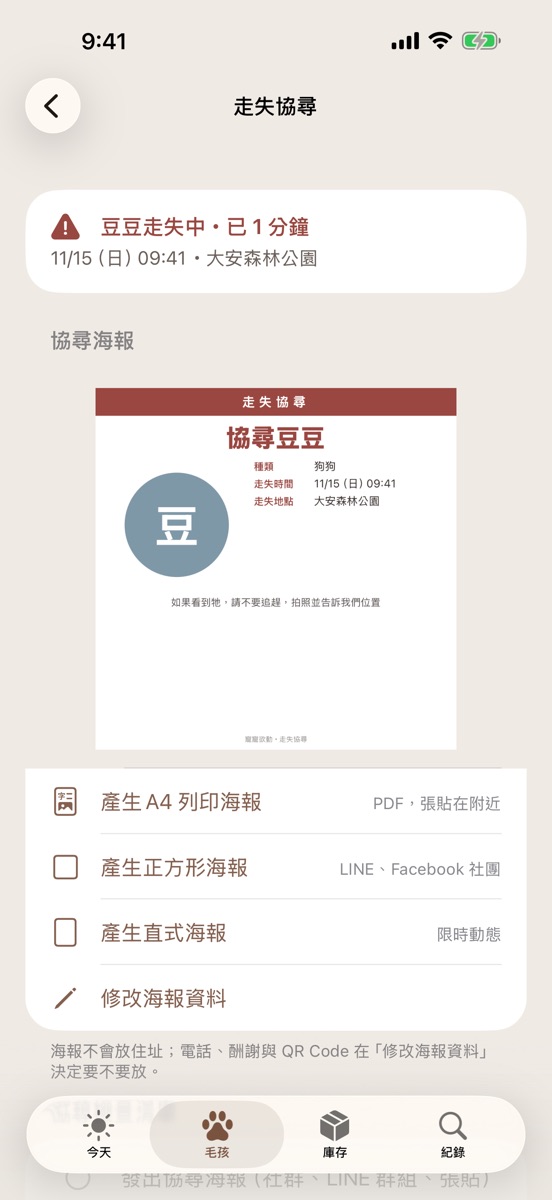 9:41
走失協尋
豆豆走失中・已 1 分鐘
11/15 (日) 09:41・大安森林公園
協尋海報
走失協尋
協尋豆豆
種類 狗狗
走失時間 11/15 (日) 09:41
走失地點 大安森林公園
豆
如果看到牠，請不要追趕，拍照並告訴我們位置
寵寵欲動・走失協尋
產生 A4 列印海報 PDF，張貼在附近
產生正方形海報 LINE、Facebook 社團
產生直式海報 限時動態
修改海報資料
海報不會放住址；電話、酬謝與 QR Code 在「修改海報資料」
決定要不要放。
今天 毛孩 庫存 紀錄
發出協尋海報 (社群、LINE 群組、張貼)